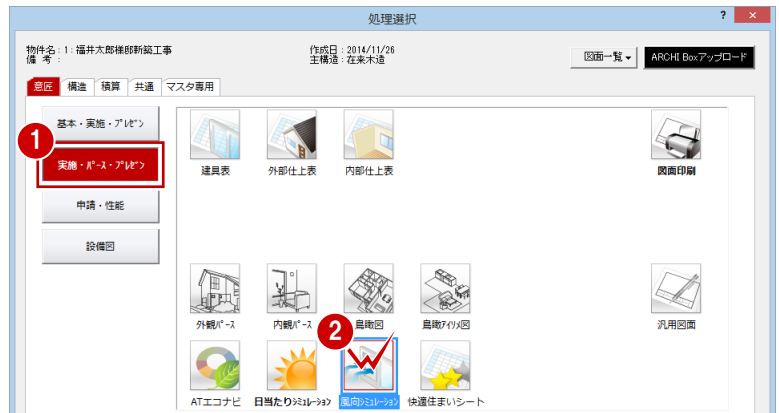 処理選択
? ×
物件名：1：福井太郎様邸新築工事
備 考 ：
作成日：2014/11/26
主構造：在来木造
図面一覧▼
ARCHI Boxアップロード
意匠 構造 積算 共通 マスタ専用
1
基本・実施・ﾌﾟﾚｾﾞﾝ
実施・ﾊﾟｰｽ・ﾌﾟﾚｾﾞﾝ
申請・性能
設備図
建具表 外部仕上表 内部仕上表 図面印刷
2
外観ﾊﾟｰｽ 内観ﾊﾟｰｽ 鳥瞰図 鳥瞰ｱｲｿﾒ図 汎用図面
ATエコナビ 日当たりｼﾐｭﾚｰｼｮﾝ 風向ｼﾐｭﾚｰｼｮﾝ 快適住まいシート